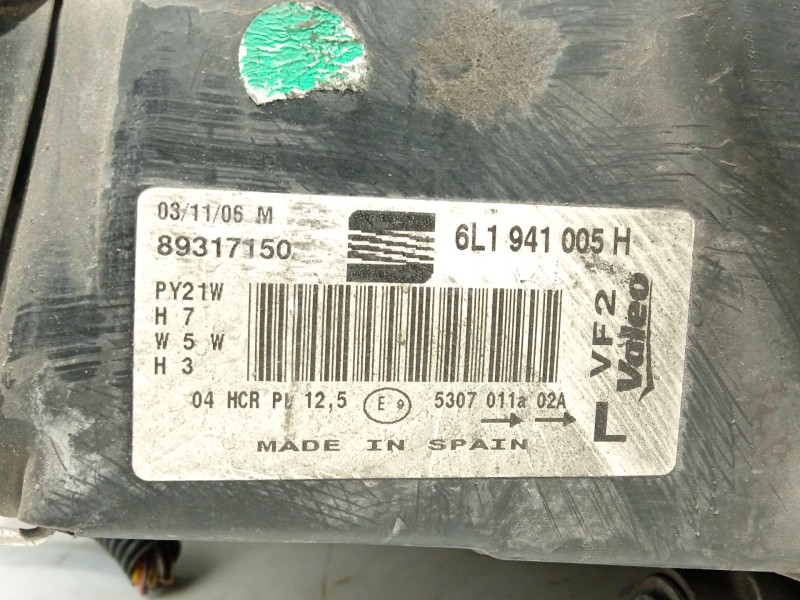 03/11/06 M
89317150
6L1 941 005 H
PY21W
H 7
W 5 W
H 3
VF2
Valeo
L
04 HCR PL 12,5 E 9 5307 011a 02A
MADE IN SPAIN